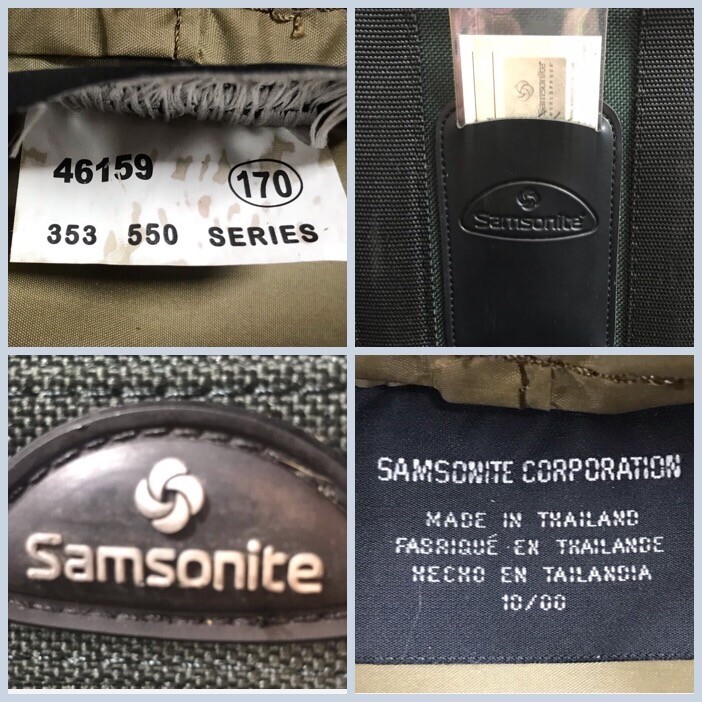 46159
170
353 550 SERIES
Samsonite
Samsonite
Samsonite
SAMSONITE CORPORATION
MADE IN THAILAND
FABRIQUÉ EN THAILANDE
HECHO EN TAILANDIA
10/00